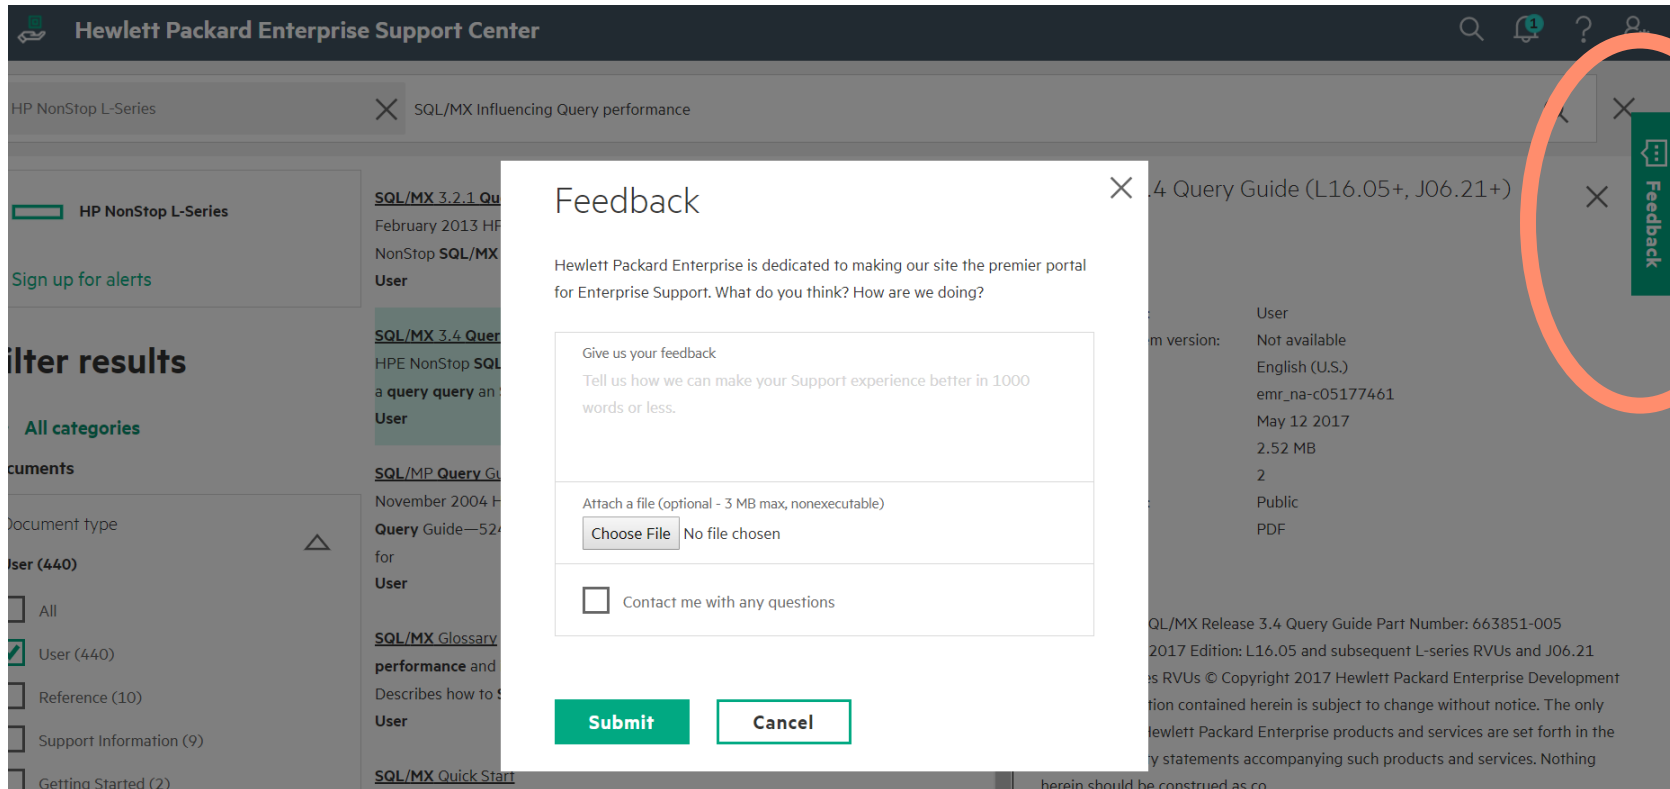 Hewlett Packard Enterprise Support Center
1
HP NonStop L-Series
SQL/MX Influencing Query performance
HP NonStop L-Series
Sign up for alerts
ilter results
All categories
cuments
Document type
User (440)
All
User (440)
Reference (10)
Support Information (9)
Getting Started (2)
SQL/MX 3.2.1 Qu
February 2013 HP
NonStop SQL/MX
User
SQL/MX 3.4 Quer
HPE NonStop SQL
a query query an
User
SQL/MP Query Gu
November 2004 H
Query Guide—524
for
User
SQL/MX Glossary
performance and
Describes how to S
User
SQL/MX Quick Start
Feedback
Hewlett Packard Enterprise is dedicated to making our site the premier portal
for Enterprise Support. What do you think? How are we doing?
Give us your feedback
Tell us how we can make your Support experience better in 1000
words or less.
Attach a file (optional - 3 MB max, nonexecutable)
Choose File No file chosen
Contact me with any questions
Submit
Cancel
.4 Query Guide (L16.05+, J06.21+)
: User
m version: Not available
English (U.S.)
emr_na-c05177461
May 12 2017
2.52 MB
2
: Public
PDF
QL/MX Release 3.4 Query Guide Part Number: 663851-005
2017 Edition: L16.05 and subsequent L-series RVUs and J06.21
es RVUs © Copyright 2017 Hewlett Packard Enterprise Development
tion contained herein is subject to change without notice. The only
Hewlett Packard Enterprise products and services are set forth in the
ry statements accompanying such products and services. Nothing
herein should be construed as co
Feedback